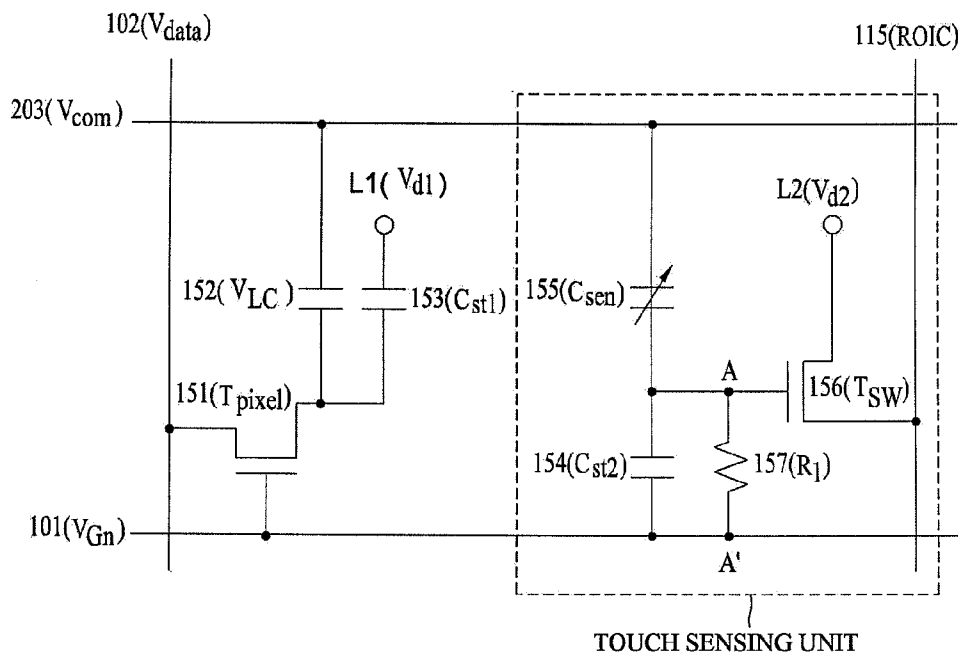 102(Vdata)
115(ROIC)
203(Vcom)
L1(Vd1)
L2(Vd2)
152(VLC)
153(Cst1)
155(Csen)
151(Tpixel)
A
156(TSW)
154(Cst2)
157(R1)
101(VGn)
A'
TOUCH SENSING UNIT